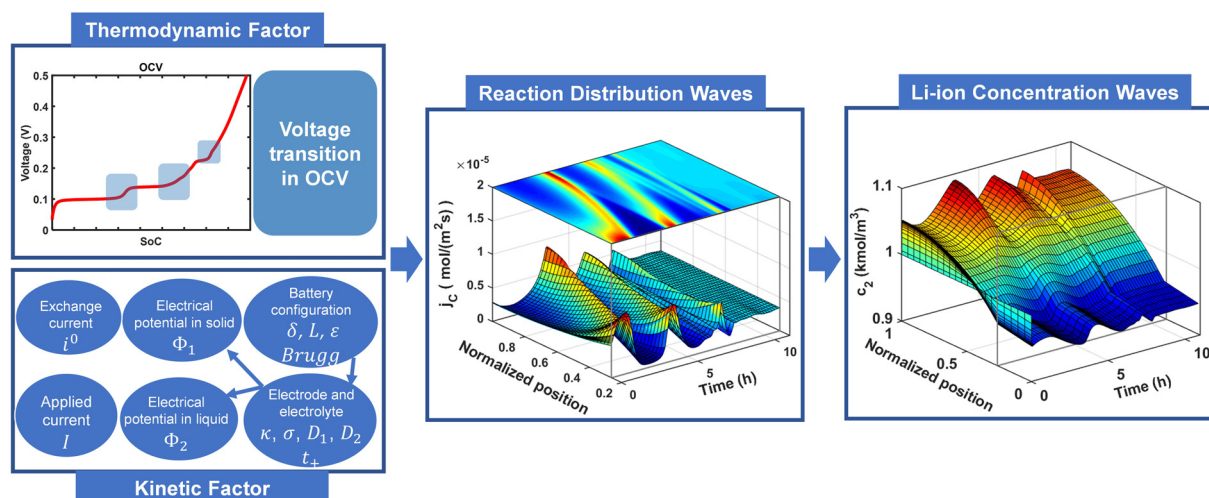 Thermodynamic Factor
OCV
0.5
0.4
0.3
0.2
0.1
0
Voltage (V)
SoC
Voltage
transition
in OCV
Exchange
current
i⁰
Electrical
potential in solid
Φ₁
Battery
configuration
δ, L, ε
Brugg
Applied
current
I
Electrical
potential in liquid
Φ₂
Electrode and
electrolyte
κ, σ, D₁, D₂
t₊
Kinetic Factor
Reaction Distribution Waves
×10⁻⁵
2
1.5
1
0.5
0
j_C ( mol/(m²s) )
0.8
0.6
0.4
0.2
Normalized position
0
5
10
Time (h)
Li-ion Concentration Waves
1.1
1
0.9
c₂ (kmol/m³)
1
0.5
0
Normalized position
0
5
10
Time (h)